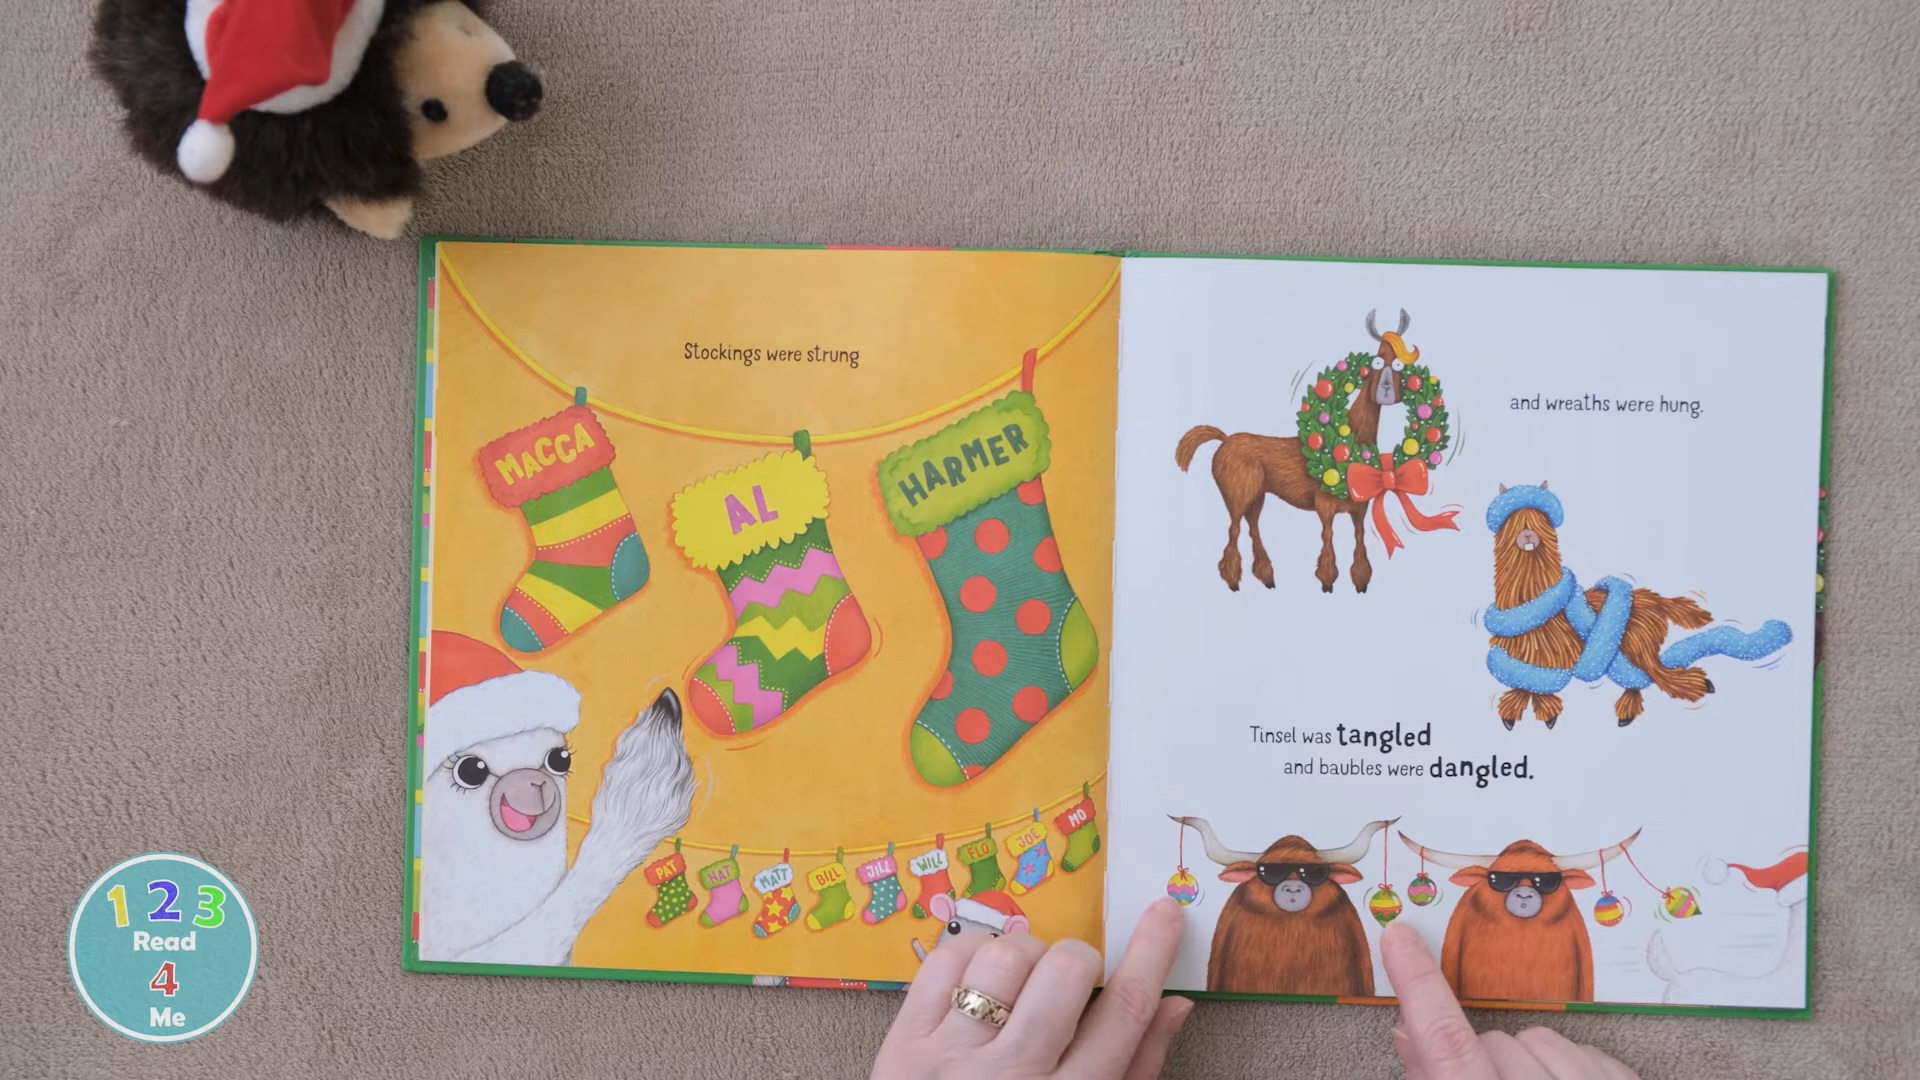 Stockings were strung
MACCA
AL
HARMER
PAT
NAT
MATT
BILL
JILL
WILL
FLO
JOE
MO
and wreaths were hung.
Tinsel was tangled
and baubles were dangled.
1 2 3
Read
4
Me